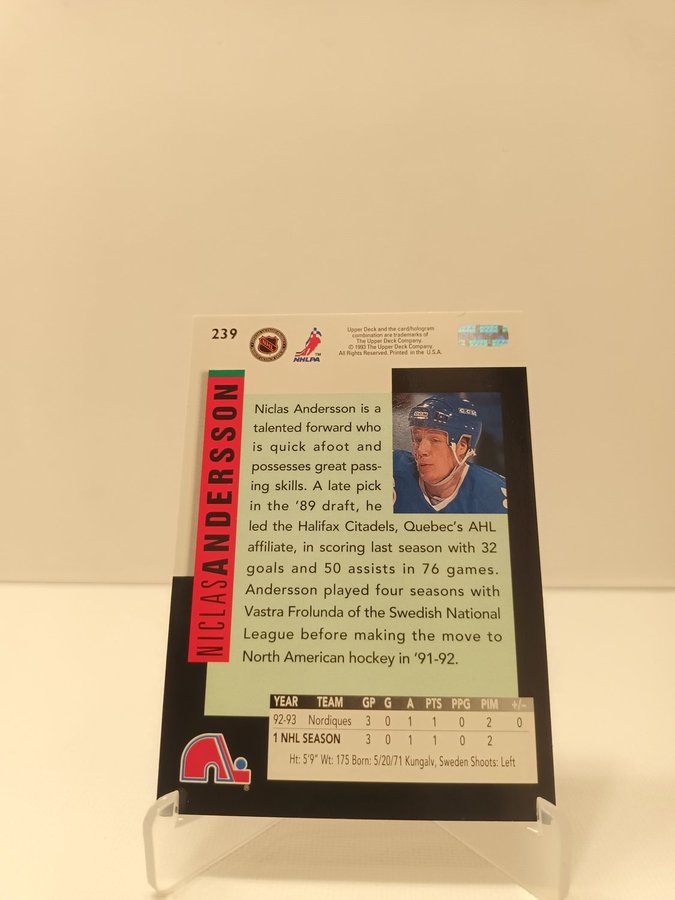 239
NHLPA
Upper Deck and the card/hologram
combination are trademarks of
The Upper Deck Company.
© 1993 The Upper Deck Company.
All Rights Reserved. Printed in the U.S.A.
NICLAS ANDERSSON
Niclas Andersson is a
talented forward who
is quick afoot and
possesses great pass-
ing skills. A late pick
in the '89 draft, he
led the Halifax Citadels, Quebec's AHL
affiliate, in scoring last season with 32
goals and 50 assists in 76 games.
Andersson played four seasons with
Vastra Frolunda of the Swedish National
League before making the move to
North American hockey in '91-92.
CCM
YEAR TEAM GP G A PTS PPG PIM +/-
92-93 Nordiques 3 0 1 1 0 2 0
1 NHL SEASON 3 0 1 1 0 2
Ht: 5'9" Wt: 175 Born: 5/20/71 Kungalv, Sweden Shoots: Left